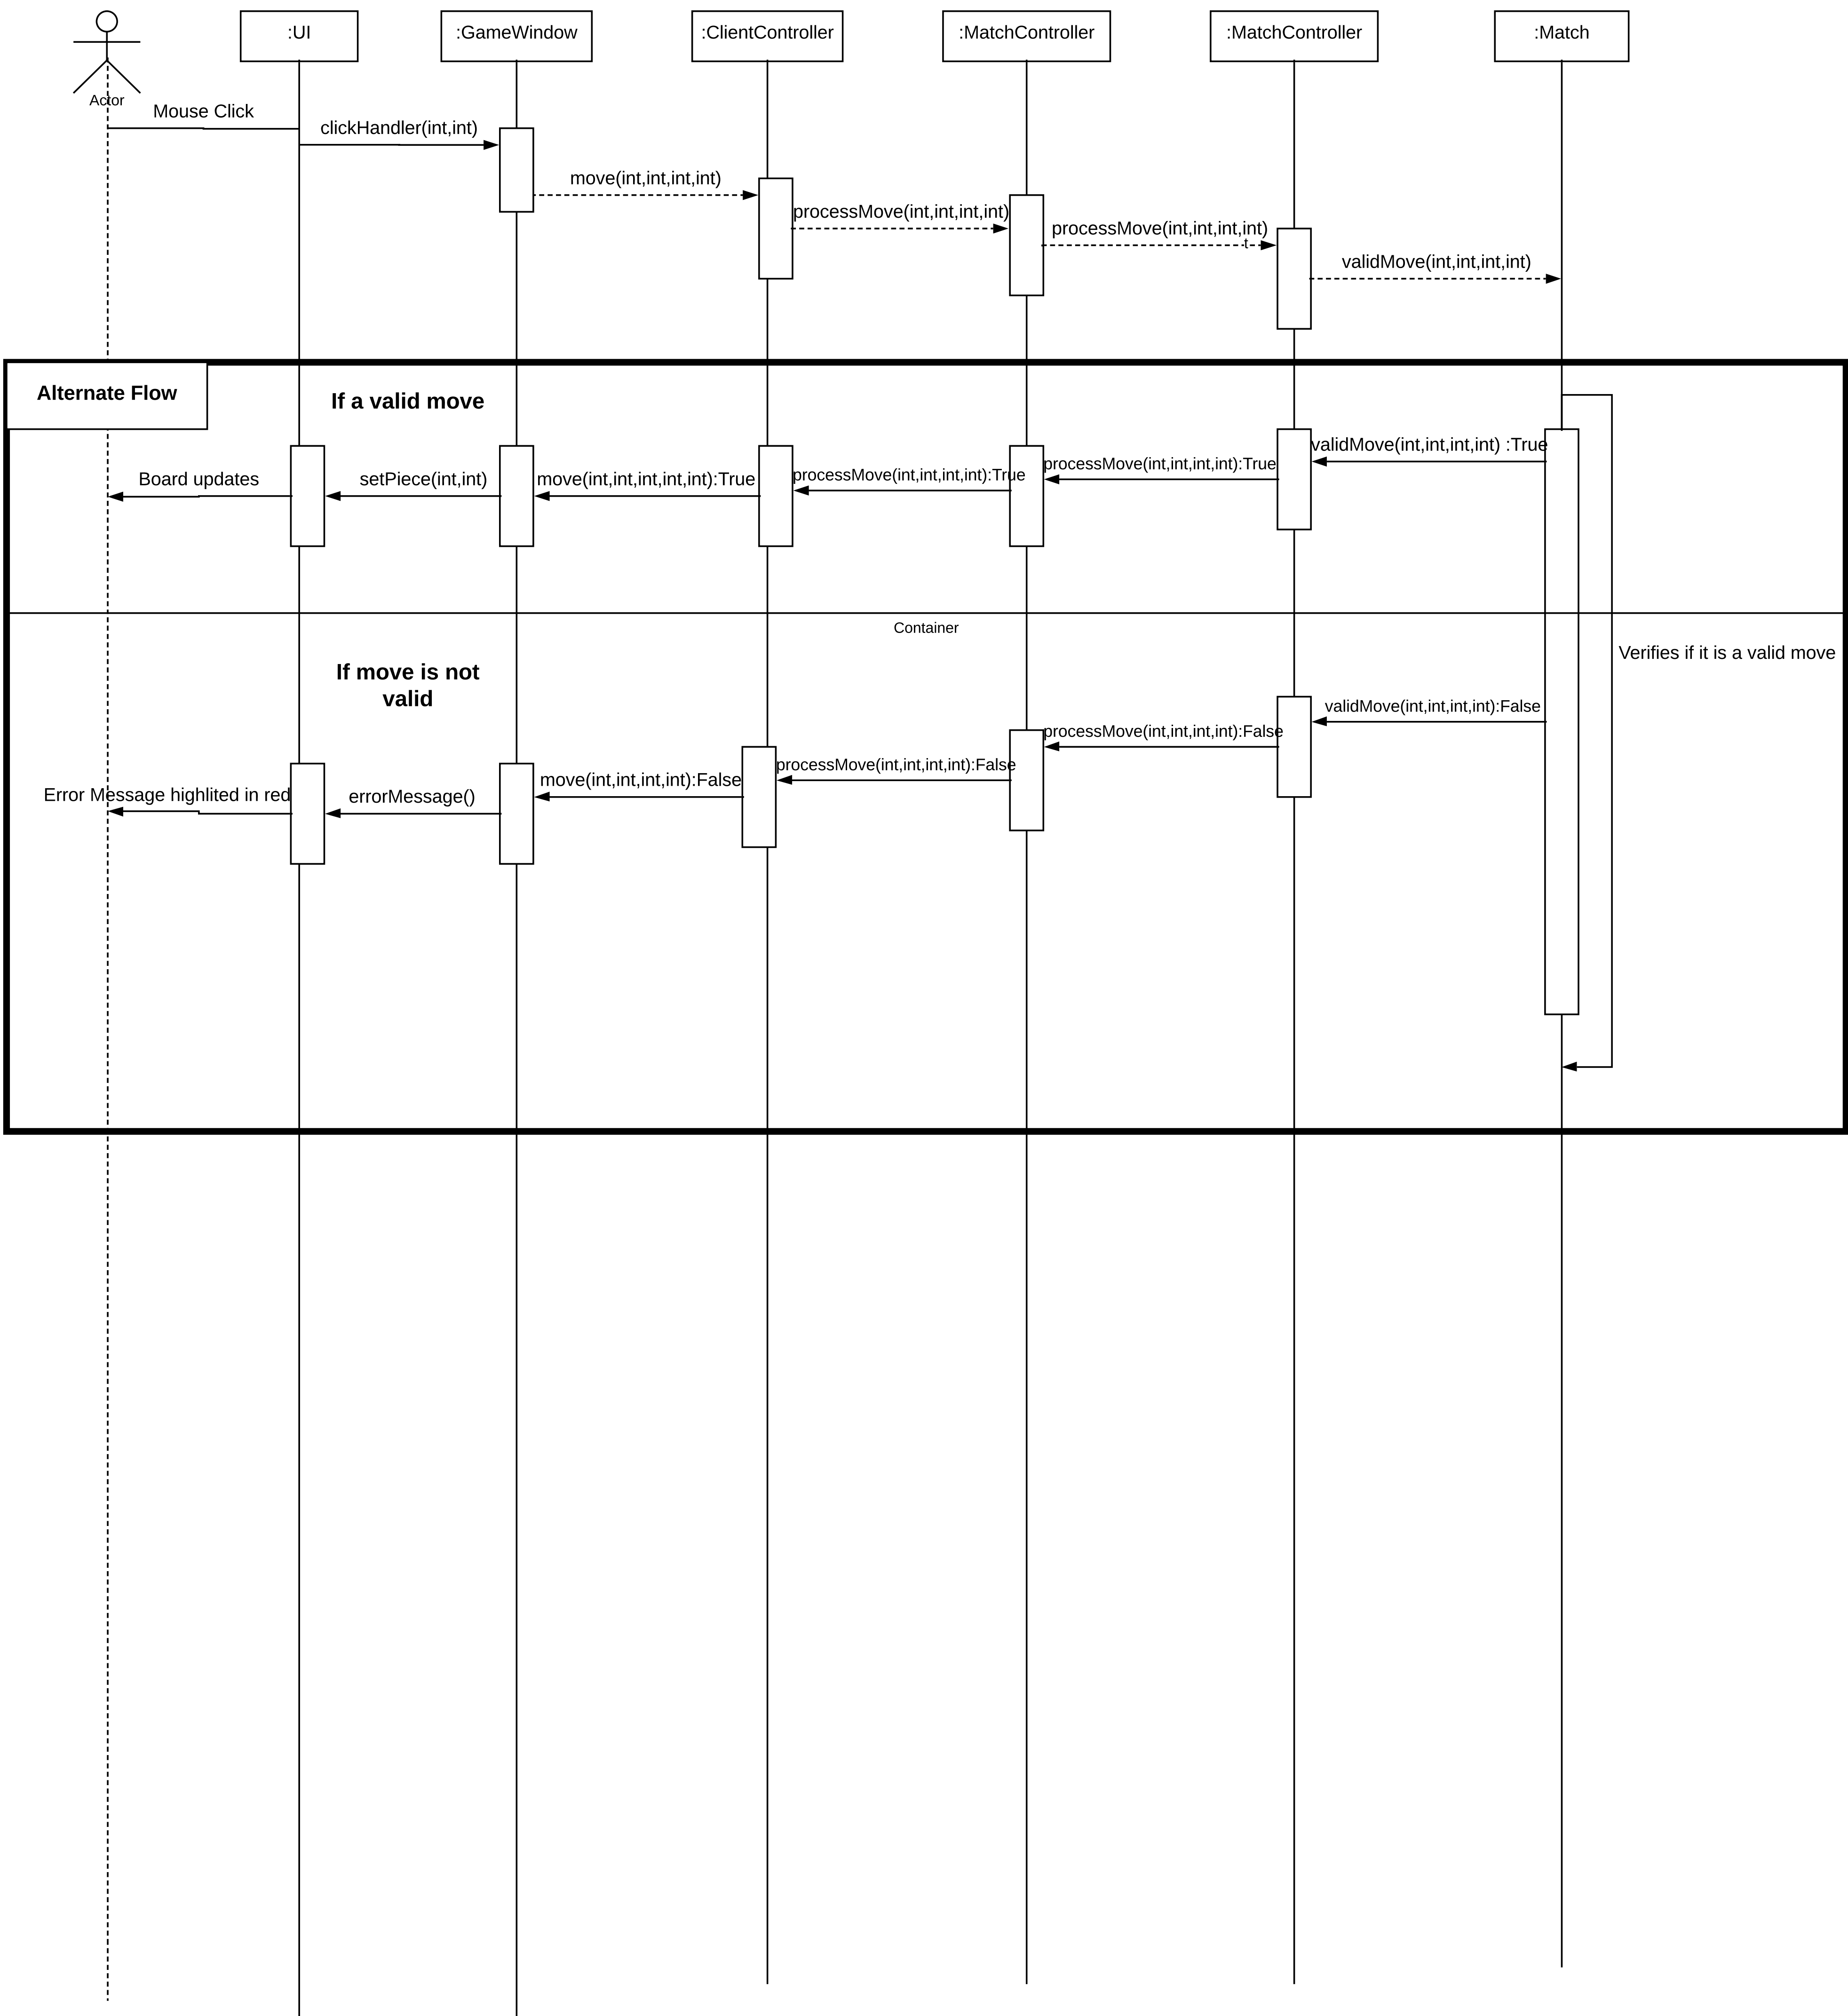 :UI
:GameWindow
:ClientController
:MatchController
:MatchController
:Match
Actor
Mouse Click
clickHandler(int,int)
move(int,int,int,int)
processMove(int,int,int,int)
processMove(int,int,int,int)
t
validMove(int,int,int,int)
Alternate Flow
If a valid move
validMove(int,int,int,int) :True
processMove(int,int,int,int):True
processMove(int,int,int,int):True
move(int,int,int,int,int):True
setPiece(int,int)
Board updates
Container
Verifies if it is a valid move
If move is not
valid
validMove(int,int,int,int):False
processMove(int,int,int,int):False
processMove(int,int,int,int):False
move(int,int,int,int):False
errorMessage()
Error Message highlited in red